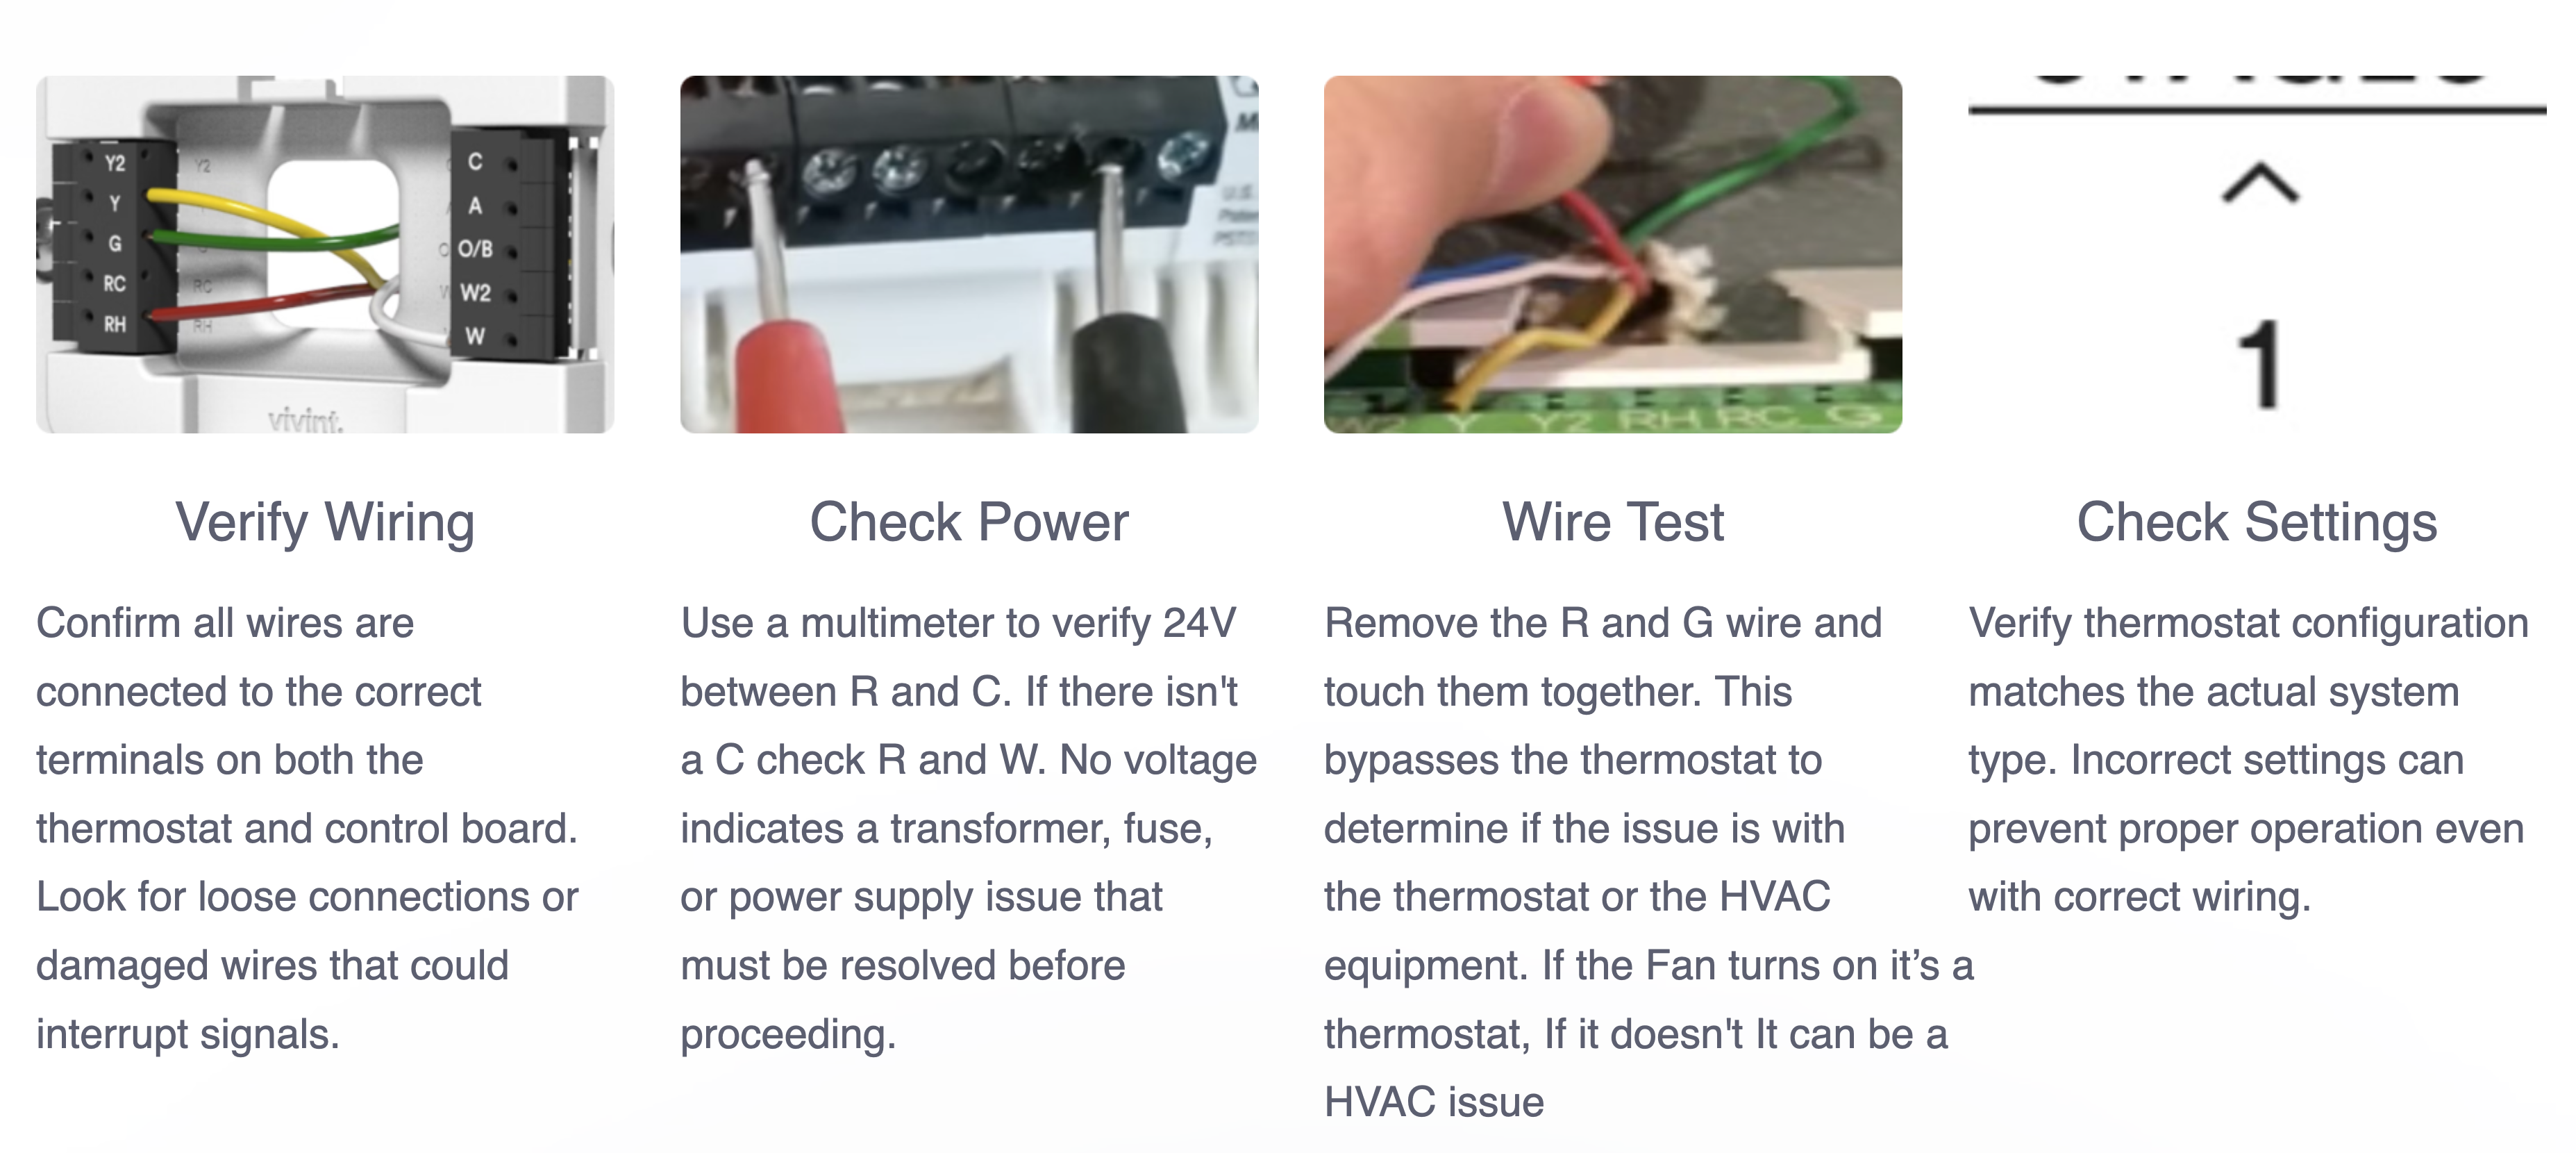 Y2
Y
G
RC
RH
Y2
RC
RH
C
A
O/B
W2
W
vivint.
M
U.S.
Y Y2 RH RC G
^
1
Verify Wiring
Confirm all wires are
connected to the correct
terminals on both the
thermostat and control board.
Look for loose connections or
damaged wires that could
interrupt signals.
Check Power
Use a multimeter to verify 24V
between R and C. If there isn't
a C check R and W. No voltage
indicates a transformer, fuse,
or power supply issue that
must be resolved before
proceeding.
Wire Test
Remove the R and G wire and
touch them together. This
bypasses the thermostat to
determine if the issue is with
the thermostat or the HVAC
equipment. If the Fan turns on it’s a
thermostat, If it doesn't It can be a
HVAC issue
Check Settings
Verify thermostat configuration
matches the actual system
type. Incorrect settings can
prevent proper operation even
with correct wiring.